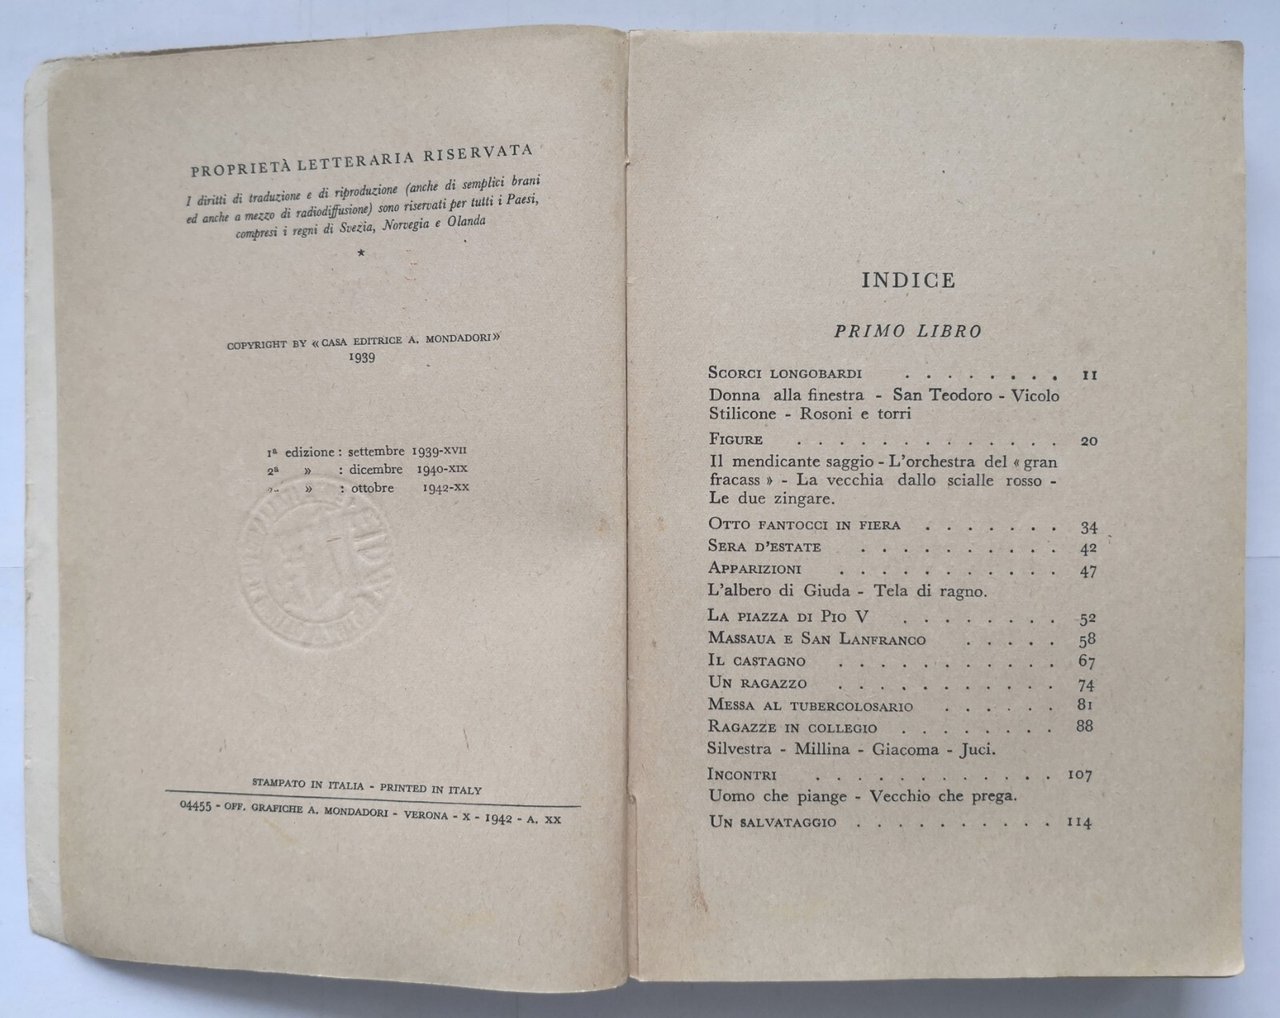 PROPRIETÀ LETTERARIA RISERVATA
I diritti di traduzione e di riproduzione (anche di semplici brani
ed anche a mezzo di radiodiffusione) sono riservati per tutti i Paesi,
compresi i regni di Svezia, Norvegia e Olanda
*
COPYRIGHT BY « CASA EDITRICE A. MONDADORI »
1939
1ª edizione : settembre 1939-XVII
2ª » : dicembre 1940-XIX
» : ottobre 1942-XX
STAMPATO IN ITALIA - PRINTED IN ITALY
04455 - OFF. GRAFICHE A. MONDADORI - VERONA - X - 1942 - A. XX
INDICE
PRIMO LIBRO
SCORCI LONGOBARDI . . . . . . . . 11
Donna alla finestra - San Teodoro - Vicolo
Stilicone - Rosoni e torri
FIGURE . . . . . . . . . . . . . 20
Il mendicante saggio - L'orchestra del « gran
fracass » - La vecchia dallo scialle rosso -
Le due zingare.
OTTO FANTOCCI IN FIERA . . . . . . . 34
SERA D'ESTATE . . . . . . . . . . 42
APPARIZIONI . . . . . . . . . . . 47
L'albero di Giuda - Tela di ragno.
LA PIAZZA DI PIO V . . . . . . . . 52
MASSAUA E SAN LANFRANCO . . . . . 58
IL CASTAGNO . . . . . . . . . . . 67
UN RAGAZZO . . . . . . . . . . . 74
MESSA AL TUBERCOLOSARIO . . . . . . 81
RAGAZZE IN COLLEGIO . . . . . . . . 88
Silvestra - Millina - Giacoma - Juci.
INCONTRI . . . . . . . . . . . . 107
Uomo che piange - Vecchio che prega.
UN SALVATAGGIO . . . . . . . . . . 114